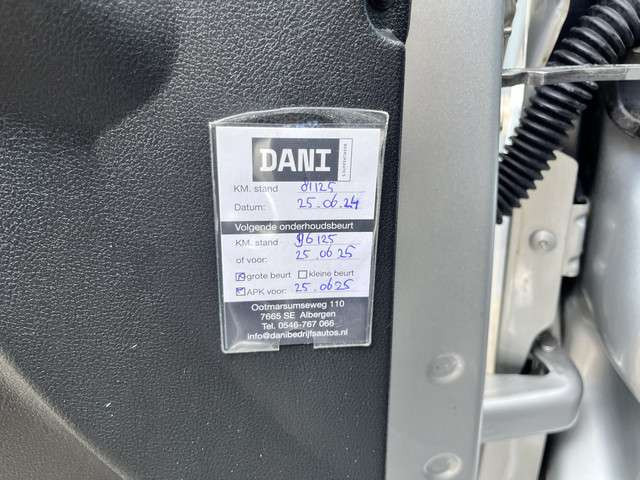 DANI
BEDRIJFSAUTO'S
KM. stand 81125
Datum: 25.06.24
Volgende onderhoudsbeurt
KM. stand 96125
of voor: 25.06 25
grote beurt kleine beurt
APK voor: 25.06 25
Ootmarsumseweg 110
7665 SE Albergen
Tel. 0546-767 066
info@danibedrijfsautos.nl